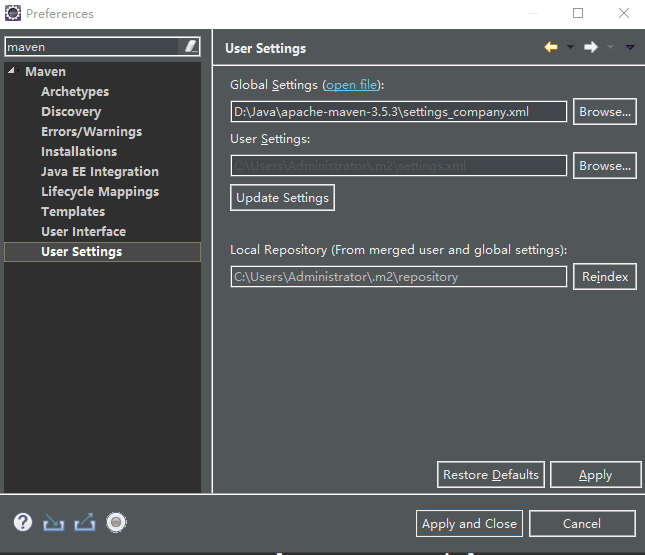 Preferences
maven
Maven
Archetypes
Discovery
Errors/Warnings
Installations
Java EE Integration
Lifecycle Mappings
Templates
User Interface
User Settings
User Settings
Global Settings (open file):
D:\Java\apache-maven-3.5.3\settings_company.xml
Browse...
User Settings:
C:\Users\Administrator\.m2\settings.xml
Browse...
Update Settings
Local Repository (From merged user and global settings):
C:\Users\Administrator\.m2\repository
Reindex
Restore Defaults
Apply
?
Apply and Close
Cancel